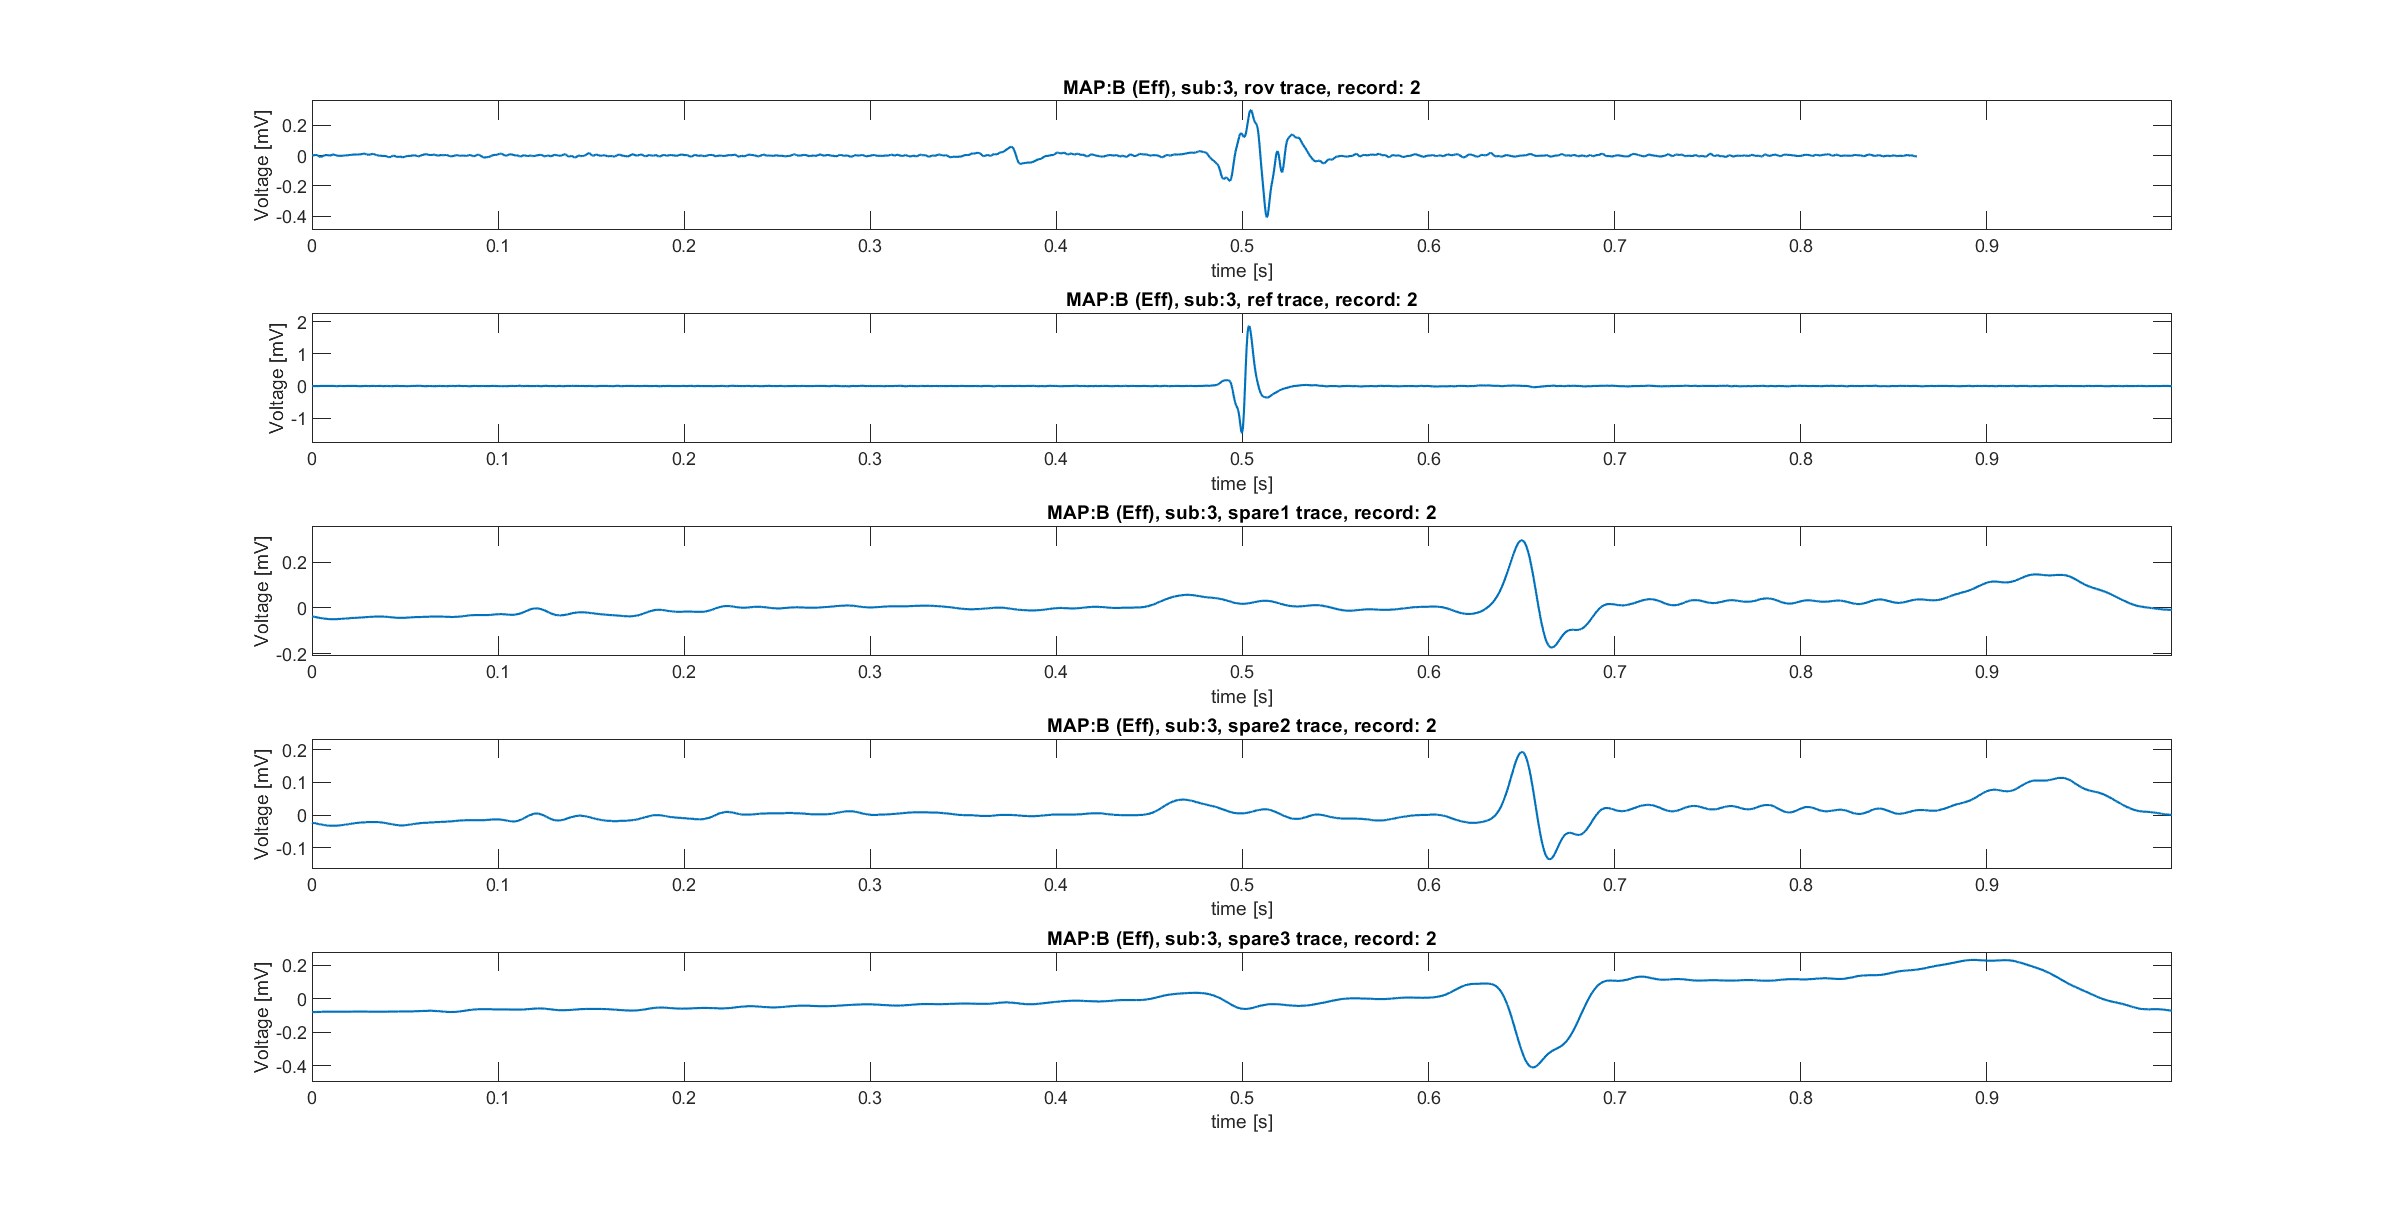 MAP:B (Eff), sub:3, rov trace, record: 2
Voltage [mV]
0.2
0
-0.2
-0.4
0 0.1 0.2 0.3 0.4 0.5 0.6 0.7 0.8 0.9
time [s]
MAP:B (Eff), sub:3, ref trace, record: 2
Voltage [mV]
2
1
0
-1
0 0.1 0.2 0.3 0.4 0.5 0.6 0.7 0.8 0.9
time [s]
MAP:B (Eff), sub:3, spare1 trace, record: 2
Voltage [mV]
0.2
0
-0.2
0 0.1 0.2 0.3 0.4 0.5 0.6 0.7 0.8 0.9
time [s]
MAP:B (Eff), sub:3, spare2 trace, record: 2
Voltage [mV]
0.2
0.1
0
-0.1
0 0.1 0.2 0.3 0.4 0.5 0.6 0.7 0.8 0.9
time [s]
MAP:B (Eff), sub:3, spare3 trace, record: 2
Voltage [mV]
0.2
0
-0.2
-0.4
0 0.1 0.2 0.3 0.4 0.5 0.6 0.7 0.8 0.9
time [s]